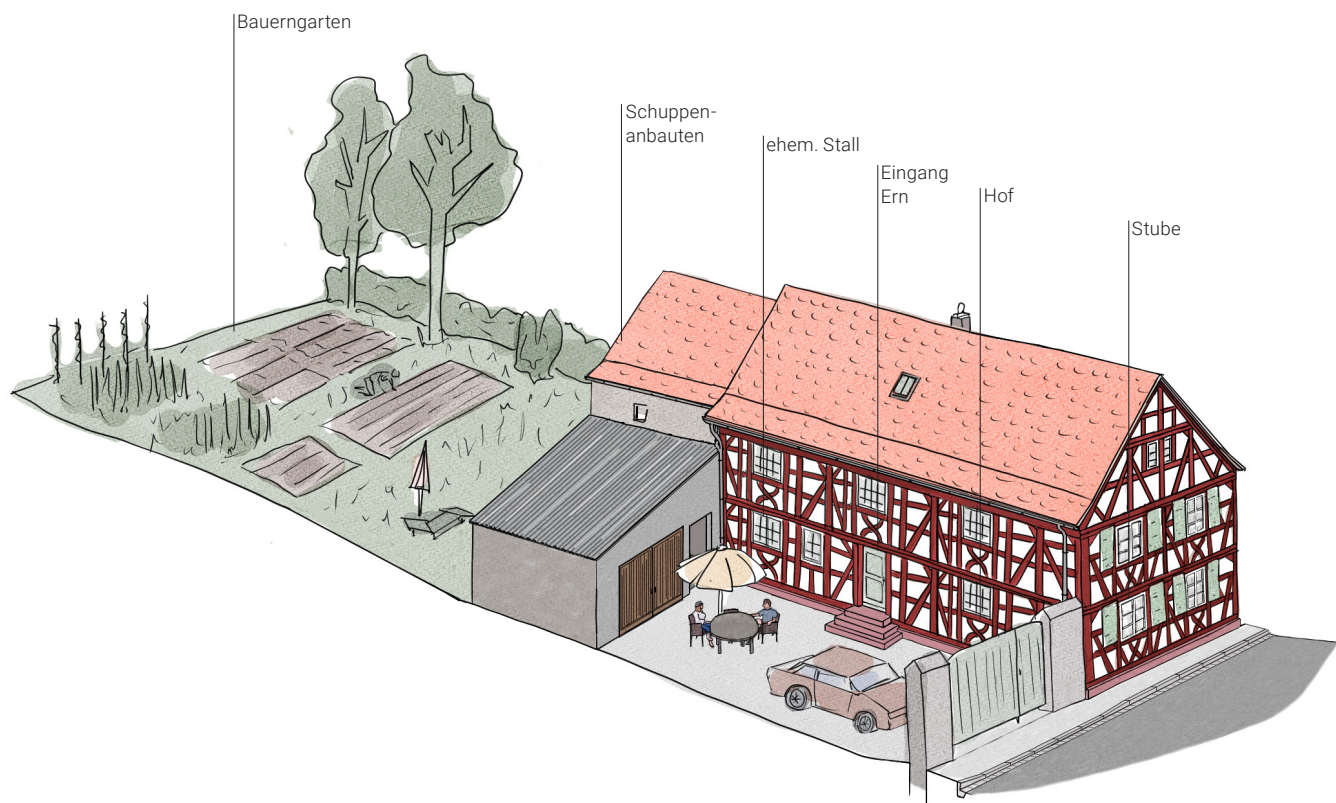 Bauerngarten
Schuppen-
anbauten
ehem. Stall
Eingang
Ern
Hof
Stube